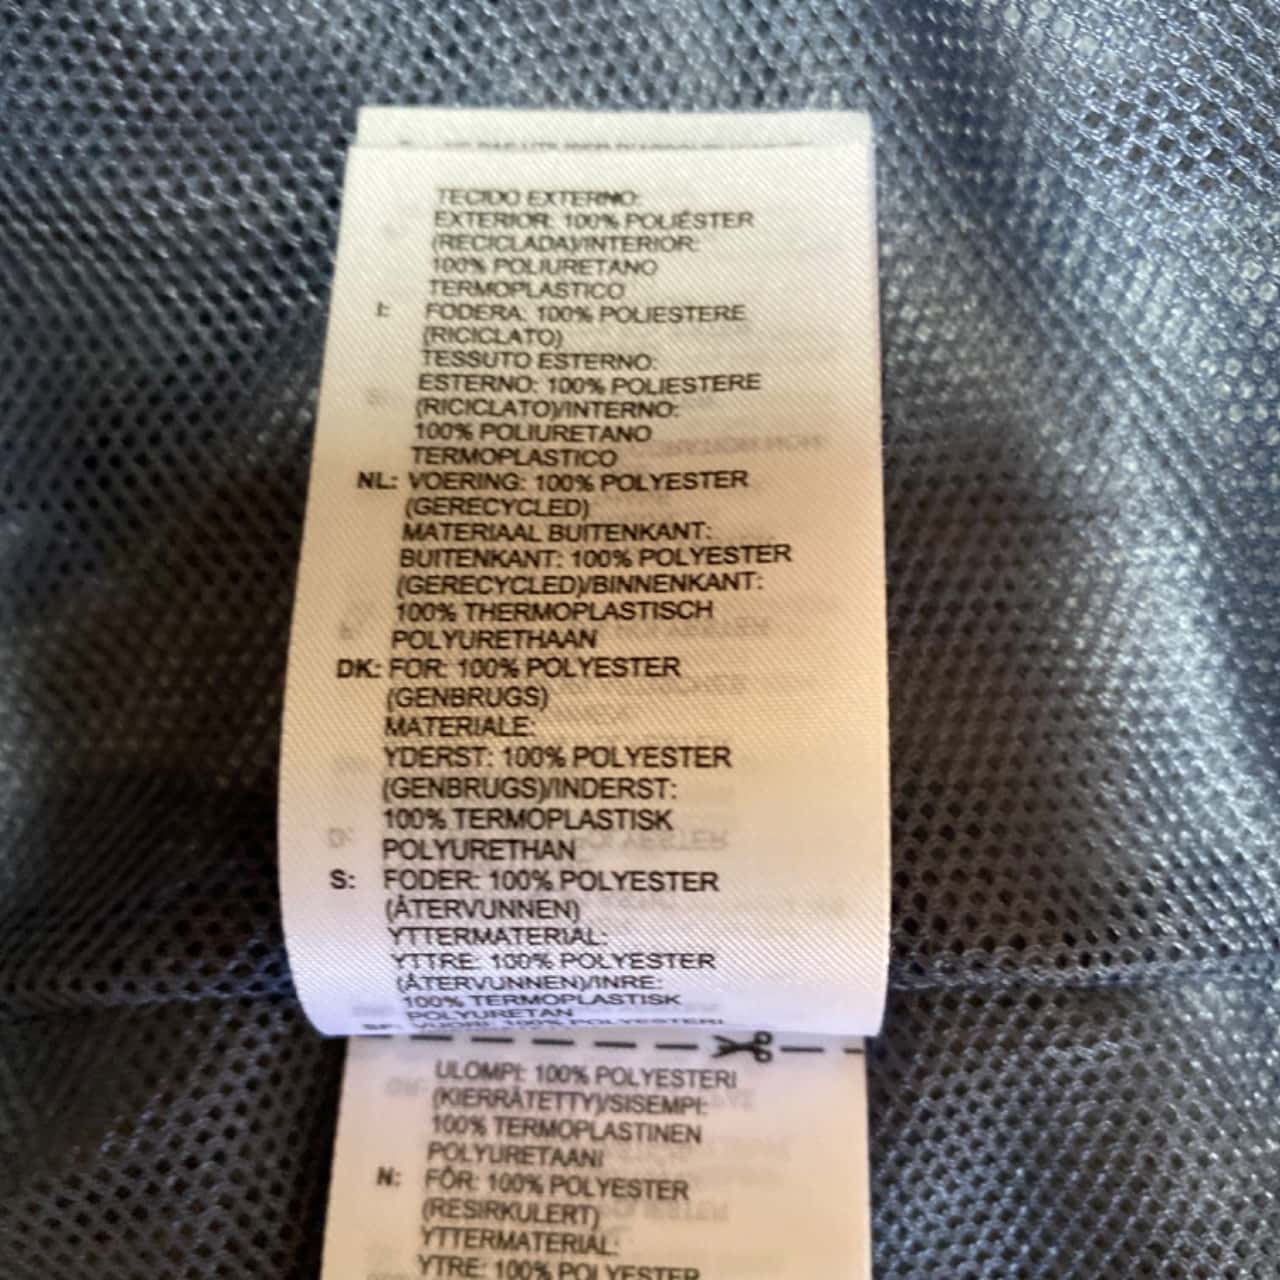 TECIDO EXTERNO:
EXTERIOR: 100% POLIÉSTER
(RECICLADA)/INTERIOR:
100% POLIURETANO
TERMOPLASTICO
I: FODERA: 100% POLIESTERE
(RICICLATO)
TESSUTO ESTERNO:
ESTERNO: 100% POLIESTERE
(RICICLATO)/INTERNO:
100% POLIURETANO
TERMOPLASTICO
NL: VOERING: 100% POLYESTER
(GERECYCLED)
MATERIAAL BUITENKANT:
BUITENKANT: 100% POLYESTER
(GERECYCLED)/BINNENKANT:
100% THERMOPLASTISCH
POLYURETHAAN
DK: FOR: 100% POLYESTER
(GENBRUGS)
MATERIALE:
YDERST: 100% POLYESTER
(GENBRUGS)/INDERST:
100% TERMOPLASTISK
POLYURETHAN
S: FODER: 100% POLYESTER
(ÅTERVUNNEN)
YTTERMATERIAL:
YTTRE: 100% POLYESTER
(ÅTERVUNNEN)/INRE:
100% TERMOPLASTISK
POLYURETAN
SF: VUORI: 100% POLYESTERI
ULOMPI: 100% POLYESTERI
(KIERRÄTETTY)/SISEMPI:
100% TERMOPLASTINEN
POLYURETAANI
N: FÔR: 100% POLYESTER
(RESIRKULERT)
YTTERMATERIAL:
YTRE: 100% POLYESTER